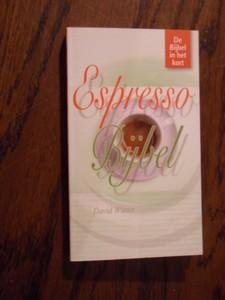 De
Bijbel
in het
kort
Espresso
Bijbel
David Winter